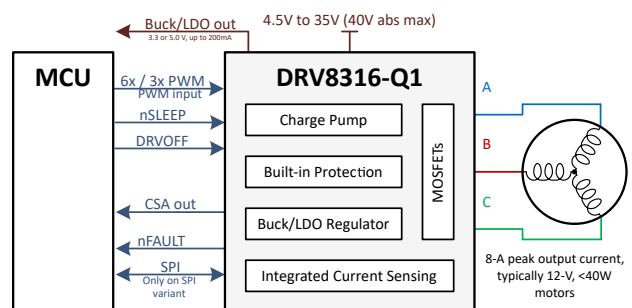 Buck/LDO out
3.3 or 5.0 V, up to 200mA
4.5V to 35V (40V abs max)
MCU
6x / 3x PWM
PWM input
nSLEEP
DRVOFF
CSA out
nFAULT
SPI
Only on SPI
variant
DRV8316-Q1
Charge Pump
Built-in Protection
Buck/LDO Regulator
Integrated Current Sensing
MOSFETs
A
B
C
8-A peak output current,
typically 12-V, <40W
motors